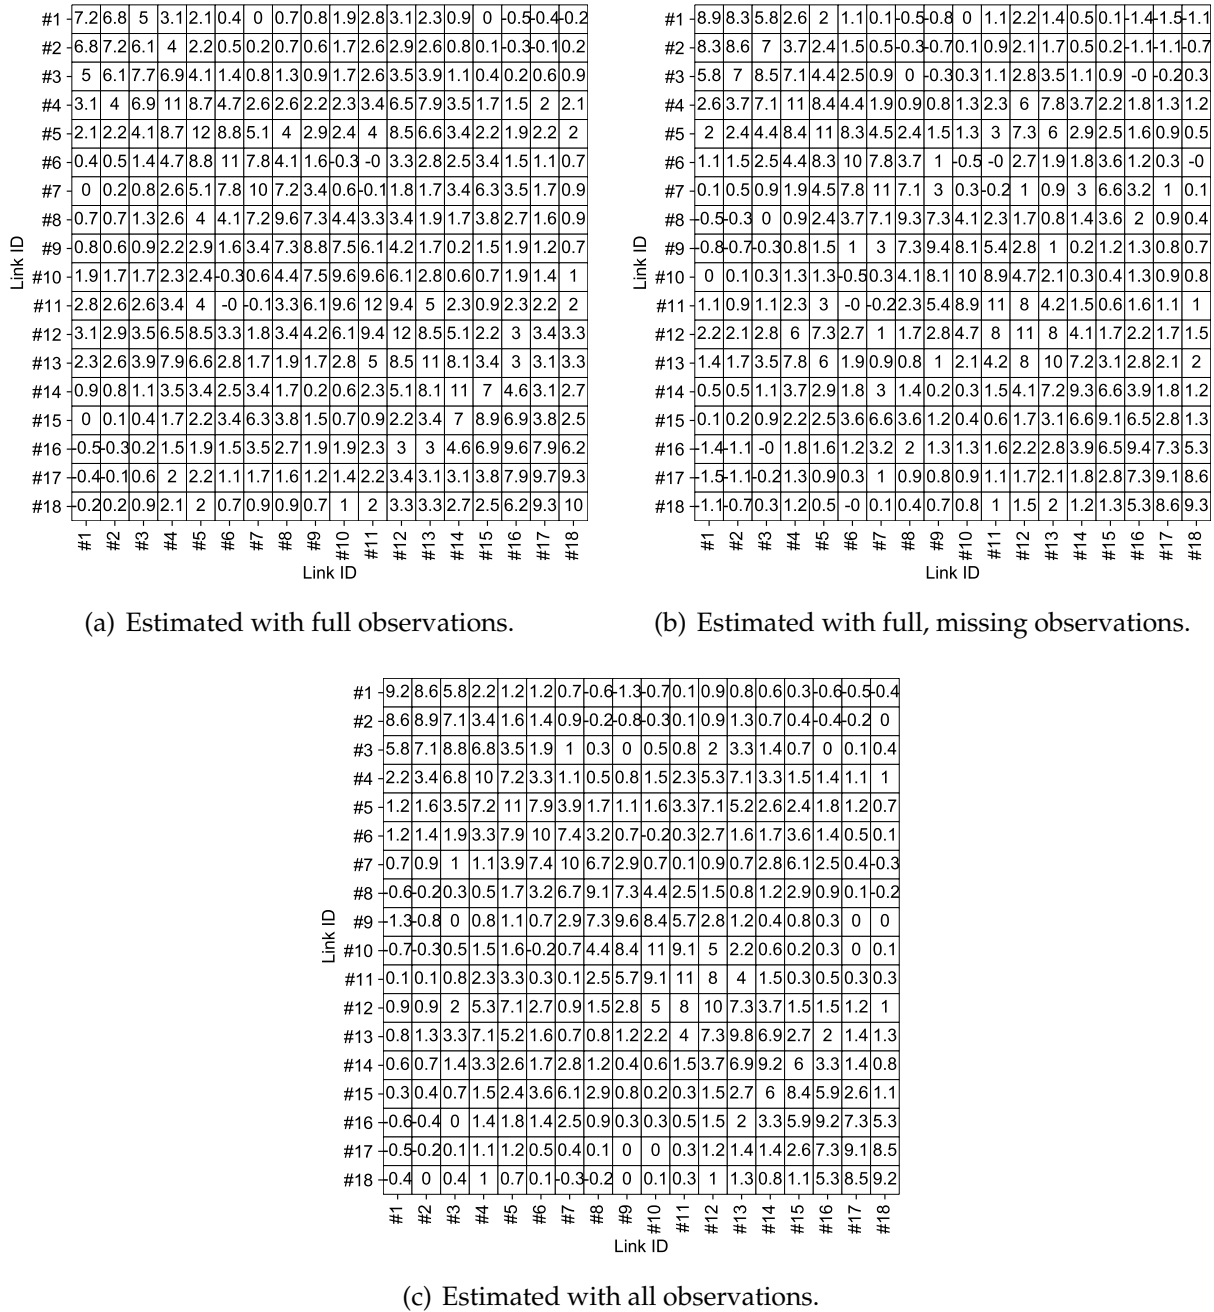 #1 7.2 6.8 5 3.1 2.1 0.4 0 0.7 0.8 1.9 2.8 3.1 2.3 0.9 0 -0.5 -0.4 -0.2
#2 6.8 7.2 6.1 4 2.2 0.5 0.2 0.7 0.6 1.7 2.6 2.9 2.6 0.8 0.1 -0.3 -0.1 0.2
#3 5 6.1 7.7 6.9 4.1 1.4 0.8 1.3 0.9 1.7 2.6 3.5 3.9 1.1 0.4 0.2 0.6 0.9
#4 3.1 4 6.9 11 8.7 4.7 2.6 2.6 2.2 2.3 3.4 6.5 7.9 3.5 1.7 1.5 2 2.1
#5 2.1 2.2 4.1 8.7 12 8.8 5.1 4 2.9 2.4 4 8.5 6.6 3.4 2.2 1.9 2.2 2
#6 0.4 0.5 1.4 4.7 8.8 11 7.8 4.1 1.6 -0.3 -0 3.3 2.8 2.5 3.4 1.5 1.1 0.7
#7 0 0.2 0.8 2.6 5.1 7.8 10 7.2 3.4 0.6 -0.1 1.8 1.7 3.4 6.3 3.5 1.7 0.9
#8 0.7 0.7 1.3 2.6 4 4.1 7.2 9.6 7.3 4.4 3.3 3.4 1.9 1.7 3.8 2.7 1.6 0.9
#9 0.8 0.6 0.9 2.2 2.9 1.6 3.4 7.3 8.8 7.5 6.1 4.2 1.7 0.2 1.5 1.9 1.2 0.7
#10 1.9 1.7 1.7 2.3 2.4 -0.3 0.6 4.4 7.5 9.6 9.6 6.1 2.8 0.6 0.7 1.9 1.4 1
#11 2.8 2.6 2.6 3.4 4 -0 -0.1 3.3 6.1 9.6 12 9.4 5 2.3 0.9 2.3 2.2 2
#12 3.1 2.9 3.5 6.5 8.5 3.3 1.8 3.4 4.2 6.1 9.4 12 8.5 5.1 2.2 3 3.4 3.3
#13 2.3 2.6 3.9 7.9 6.6 2.8 1.7 1.9 1.7 2.8 5 8.5 11 8.1 3.4 3 3.1 3.3
#14 0.9 0.8 1.1 3.5 3.4 2.5 3.4 1.7 0.2 0.6 2.3 5.1 8.1 11 7 4.6 3.1 2.7
#15 0 0.1 0.4 1.7 2.2 3.4 6.3 3.8 1.5 0.7 0.9 2.2 3.4 7 8.9 6.9 3.8 2.5
#16 -0.5 -0.3 0.2 1.5 1.9 1.5 3.5 2.7 1.9 1.9 2.3 3 3 4.6 6.9 9.6 7.9 6.2
#17 -0.4 -0.1 0.6 2 2.2 1.1 1.7 1.6 1.2 1.4 2.2 3.4 3.1 3.1 3.8 7.9 9.7 9.3
#18 -0.2 0.2 0.9 2.1 2 0.7 0.9 0.9 0.7 1 2 3.3 3.3 2.7 2.5 6.2 9.3 10
#1 #2 #3 #4 #5 #6 #7 #8 #9 #10 #11 #12 #13 #14 #15 #16 #17 #18
Link ID
Link ID
(a) Estimated with full observations.
#1 8.9 8.3 5.8 2.6 2 1.1 0.1 -0.5 -0.8 0 1.1 2.2 1.4 0.5 0.1 -1.4 -1.5 -1.1
#2 8.3 8.6 7 3.7 2.4 1.5 0.5 -0.3 -0.7 0.1 0.9 2.1 1.7 0.5 0.2 -1.1 -1.1 -0.7
#3 5.8 7 8.5 7.1 4.4 2.5 0.9 0 -0.3 0.3 1.1 2.8 3.5 1.1 0.9 -0 -0.2 0.3
#4 2.6 3.7 7.1 11 8.4 4.4 1.9 0.9 0.8 1.3 2.3 6 7.8 3.7 2.2 1.8 1.3 1.2
#5 2 2.4 4.4 8.4 11 8.3 4.5 2.4 1.5 1.3 3 7.3 6 2.9 2.5 1.6 0.9 0.5
#6 1.1 1.5 2.5 4.4 8.3 10 7.8 3.7 1 -0.5 -0 2.7 1.9 1.8 3.6 1.2 0.3 -0
#7 0.1 0.5 0.9 1.9 4.5 7.8 11 7.1 3 0.3 -0.2 1 0.9 3 6.6 3.2 1 0.1
#8 -0.5 -0.3 0 0.9 2.4 3.7 7.1 9.3 7.3 4.1 2.3 1.7 0.8 1.4 3.6 2 0.9 0.4
#9 -0.8 -0.7 -0.3 0.8 1.5 1 3 7.3 9.4 8.1 5.4 2.8 1 0.2 1.2 1.3 0.8 0.7
#10 0 0.1 0.3 1.3 1.3 -0.5 0.3 4.1 8.1 10 8.9 4.7 2.1 0.3 0.4 1.3 0.9 0.8
#11 1.1 0.9 1.1 2.3 3 -0 -0.2 2.3 5.4 8.9 11 8 4.2 1.5 0.6 1.6 1.1 1
#12 2.2 2.1 2.8 6 7.3 2.7 1 1.7 2.8 4.7 8 11 8 4.1 1.7 2.2 1.7 1.5
#13 1.4 1.7 3.5 7.8 6 1.9 0.9 0.8 1 2.1 4.2 8 10 7.2 3.1 2.8 2.1 2
#14 0.5 0.5 1.1 3.7 2.9 1.8 3 1.4 0.2 0.3 1.5 4.1 7.2 9.3 6.6 3.9 1.8 1.2
#15 0.1 0.2 0.9 2.2 2.5 3.6 6.6 3.6 1.2 0.4 0.6 1.7 3.1 6.6 9.1 6.5 2.8 1.3
#16 -1.4 -1.1 -0 1.8 1.6 1.2 3.2 2 1.3 1.3 1.6 2.2 2.8 3.9 6.5 9.4 7.3 5.3
#17 -1.5 -1.1 -0.2 1.3 0.9 0.3 1 0.9 0.8 0.9 1.1 1.7 2.1 1.8 2.8 7.3 9.1 8.6
#18 -1.1 -0.7 0.3 1.2 0.5 -0 0.1 0.4 0.7 0.8 1 1.5 2 1.2 1.3 5.3 8.6 9.3
#1 #2 #3 #4 #5 #6 #7 #8 #9 #10 #11 #12 #13 #14 #15 #16 #17 #18
Link ID
Link ID
(b) Estimated with full, missing observations.
#1 9.2 8.6 5.8 2.2 1.2 1.2 0.7 -0.6 -1.3 -0.7 0.1 0.9 0.8 0.6 0.3 -0.6 -0.5 -0.4
#2 8.6 8.9 7.1 3.4 1.6 1.4 0.9 -0.2 -0.8 -0.3 0.1 0.9 1.3 0.7 0.4 -0.4 -0.2 0
#3 5.8 7.1 8.8 6.8 3.5 1.9 1 0.3 0 0.5 0.8 2 3.3 1.4 0.7 0 0.1 0.4
#4 2.2 3.4 6.8 10 7.2 3.3 1.1 0.5 0.8 1.5 2.3 5.3 7.1 3.3 1.5 1.4 1.1 1
#5 1.2 1.6 3.5 7.2 11 7.9 3.9 1.7 1.1 1.6 3.3 7.1 5.2 2.6 2.4 1.8 1.2 0.7
#6 1.2 1.4 1.9 3.3 7.9 10 7.4 3.2 0.7 -0.2 0.3 2.7 1.6 1.7 3.6 1.4 0.5 0.1
#7 0.7 0.9 1 1.1 3.9 7.4 10 6.7 2.9 0.7 0.1 0.9 0.7 2.8 6.1 2.5 0.4 -0.3
#8 -0.6 -0.2 0.3 0.5 1.7 3.2 6.7 9.1 7.3 4.4 2.5 1.5 0.8 1.2 2.9 0.9 0.1 -0.2
#9 -1.3 -0.8 0 0.8 1.1 0.7 2.9 7.3 9.6 8.4 5.7 2.8 1.2 0.4 0.8 0.3 0 0
#10 -0.7 -0.3 0.5 1.5 1.6 -0.2 0.7 4.4 8.4 11 9.1 5 2.2 0.6 0.2 0.3 0 0.1
#11 0.1 0.1 0.8 2.3 3.3 0.3 0.1 2.5 5.7 9.1 11 8 4 1.5 0.3 0.5 0.3 0.3
#12 0.9 0.9 2 5.3 7.1 2.7 0.9 1.5 2.8 5 8 10 7.3 3.7 1.5 1.5 1.2 1
#13 0.8 1.3 3.3 7.1 5.2 1.6 0.7 0.8 1.2 2.2 4 7.3 9.8 6.9 2.7 2 1.4 1.3
#14 0.6 0.7 1.4 3.3 2.6 1.7 2.8 1.2 0.4 0.6 1.5 3.7 6.9 9.2 6 3.3 1.4 0.8
#15 0.3 0.4 0.7 1.5 2.4 3.6 6.1 2.9 0.8 0.2 0.3 1.5 2.7 6 8.4 5.9 2.6 1.1
#16 -0.6 -0.4 0 1.4 1.8 1.4 2.5 0.9 0.3 0.3 0.5 1.5 2 3.3 5.9 9.2 7.3 5.3
#17 -0.5 -0.2 0.1 1.1 1.2 0.5 0.4 0.1 0 0 0.3 1.2 1.4 1.4 2.6 7.3 9.1 8.5
#18 -0.4 0 0.4 1 0.7 0.1 -0.3 -0.2 0 0.1 0.3 1 1.3 0.8 1.1 5.3 8.5 9.2
#1 #2 #3 #4 #5 #6 #7 #8 #9 #10 #11 #12 #13 #14 #15 #16 #17 #18
Link ID
Link ID
(c) Estimated with all observations.